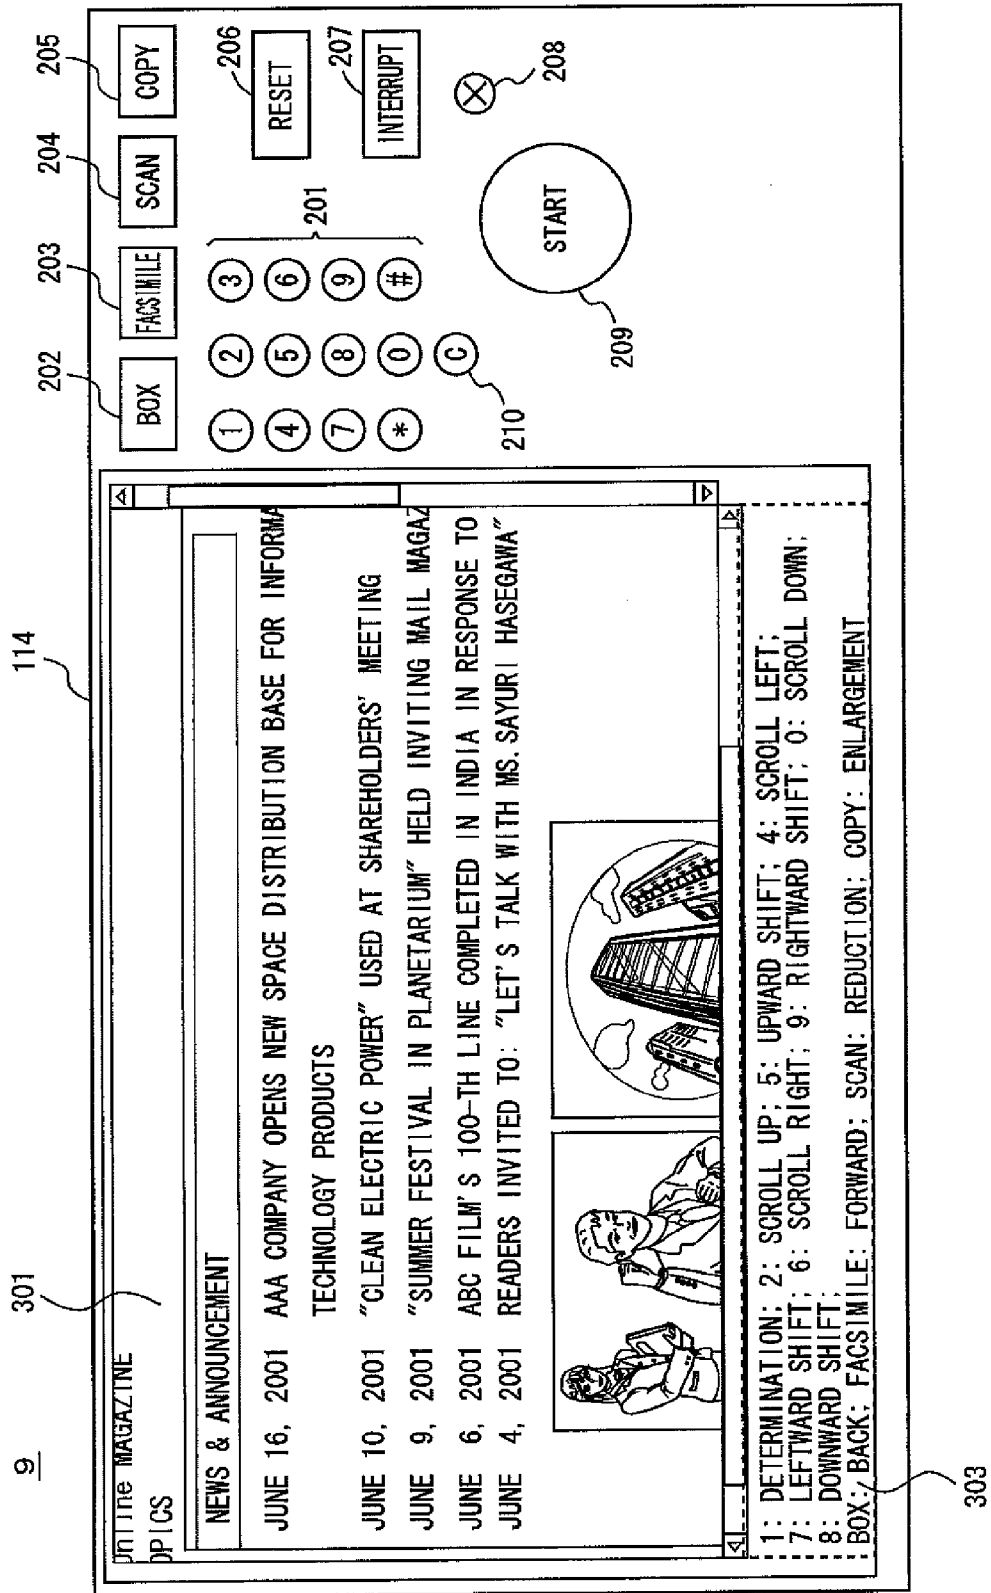 9
301
114
Online MAGAZINE
OPICS
NEWS & ANNOUNCEMENT
JUNE 16, 2001 AAA COMPANY OPENS NEW SPACE DISTRIBUTION BASE FOR INFORMA
TECHNOLOGY PRODUCTS
JUNE 10, 2001 "CLEAN ELECTRIC POWER" USED AT SHAREHOLDERS' MEETING
JUNE 9, 2001 "SUMMER FESTIVAL IN PLANETARIUM" HELD INVITING MAIL MAGAZ
JUNE 6, 2001 ABC FILM'S 100-TH LINE COMPLETED IN INDIA IN RESPONSE TO
JUNE 4, 2001 READERS INVITED TO: "LET'S TALK WITH MS. SAYURI HASEGAWA"
1: DETERMINATION; 2: SCROLL UP; 5: UPWARD SHIFT; 4: SCROLL LEFT;
7: LEFTWARD SHIFT; 6: SCROLL RIGHT; 9: RIGHTWARD SHIFT; 0: SCROLL DOWN;
8: DOWNWARD SHIFT;
BOX: BACK; FACSIMILE: FORWARD; SCAN: REDUCTION; COPY: ENLARGEMENT
303
202 203 204 205
BOX FACSIMILE SCAN COPY
1 2 3
4 5 6
7 8 9
* 0 #
C
201
210
206
RESET
207
INTERRUPT
208
START
209